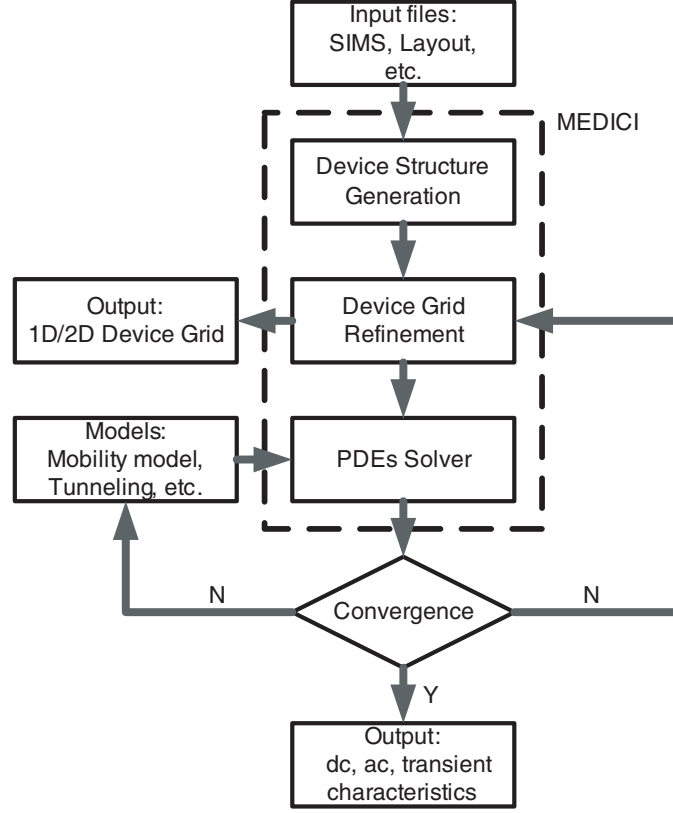 Input files:
SIMS, Layout,
etc.
MEDICI
Device Structure
Generation
Output:
1D/2D Device Grid
Device Grid
Refinement
Models:
Mobility model,
Tunneling, etc.
PDEs Solver
N
Convergence
N
Y
Output:
dc, ac, transient
characteristics